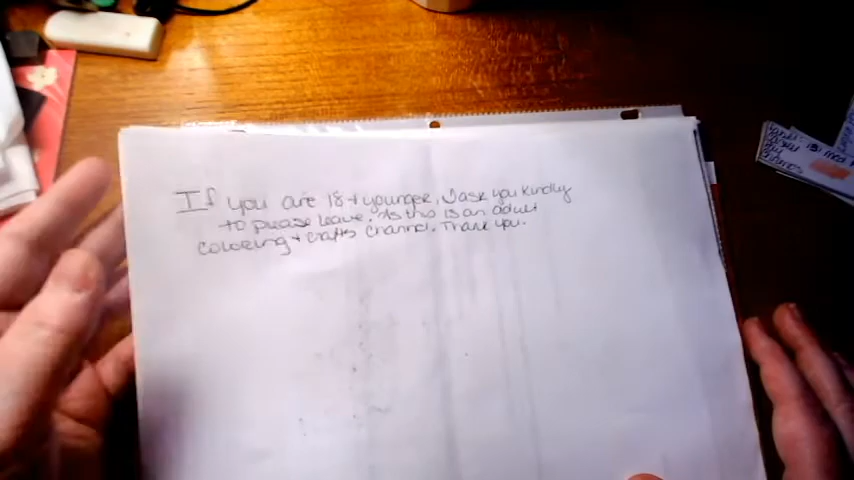 If you are 18 + younger, I ask you kindly
to please leave. As this is an adult
coloring + crafts channel. Thank you.